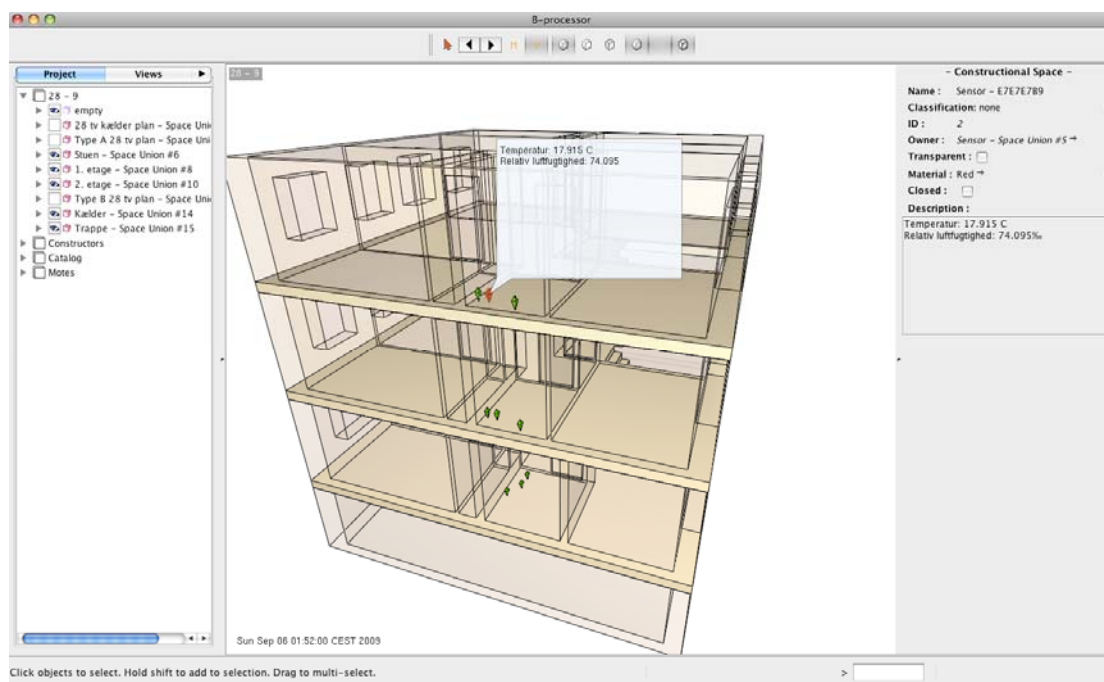 B-processor
Project Views
28 - 9
28 - 9
empty
28 tv kælder plan - Space Uni
Type A 28 tv plan - Space Uni
Stuen - Space Union #6
1. etage - Space Union #8
2. etage - Space Union #10
Type B 28 tv plan - Space Uni
Kælder - Space Union #14
Trappe - Space Union #15
Constructors
Catalog
Motes
Temperatur: 17.915 C
Relativ luftfugtighed: 74.095
Sun Sep 06 01:52:00 CEST 2009
- Constructional Space -
Name : Sensor - E7E7E7B9
Classification: none
ID : 2
Owner : Sensor - Space Union #5
Transparent :
Material : Red
Closed :
Description :
Temperatur: 17.915 C
Relativ luftfugtighed: 74.095‰
Click objects to select. Hold shift to add to selection. Drag to multi-select.
>